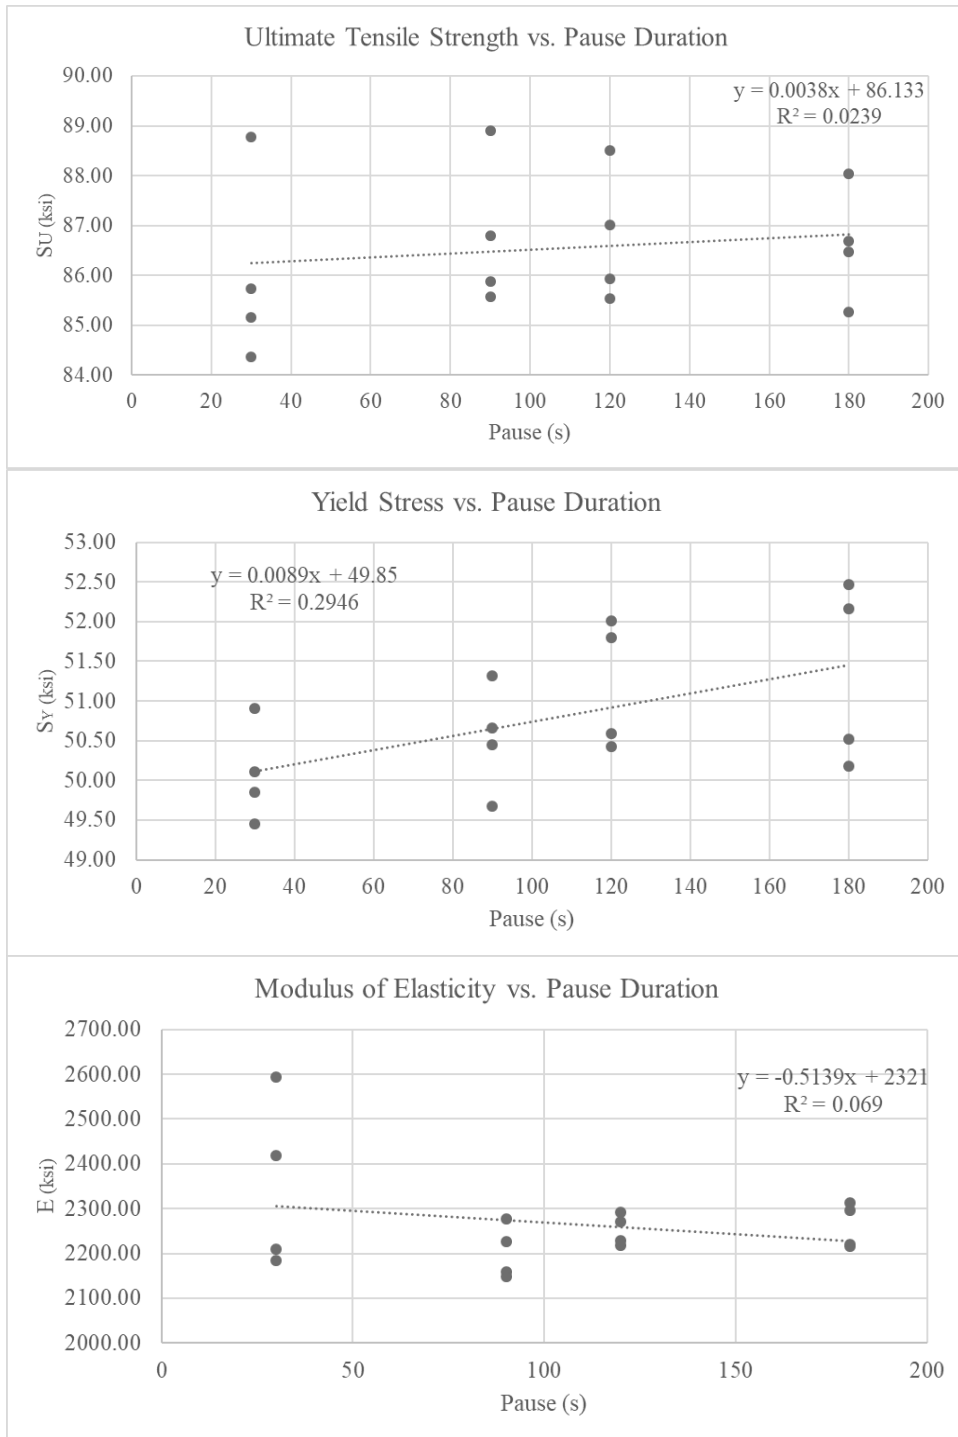 Ultimate Tensile Strength vs. Pause Duration
90.00
y = 0.0038x + 86.133
R² = 0.0239
89.00
88.00
87.00
SU (ksi)
86.00
85.00
84.00
0 20 40 60 80 100 120 140 160 180 200
Pause (s)
Yield Stress vs. Pause Duration
53.00
y = 0.0089x + 49.85
R² = 0.2946
52.50
52.00
51.50
51.00
SY (ksi)
50.50
50.00
49.50
49.00
0 20 40 60 80 100 120 140 160 180 200
Pause (s)
Modulus of Elasticity vs. Pause Duration
2700.00
y = -0.5139x + 2321
R² = 0.069
2600.00
2500.00
2400.00
E (ksi)
2300.00
2200.00
2100.00
2000.00
0 50 100 150 200
Pause (s)